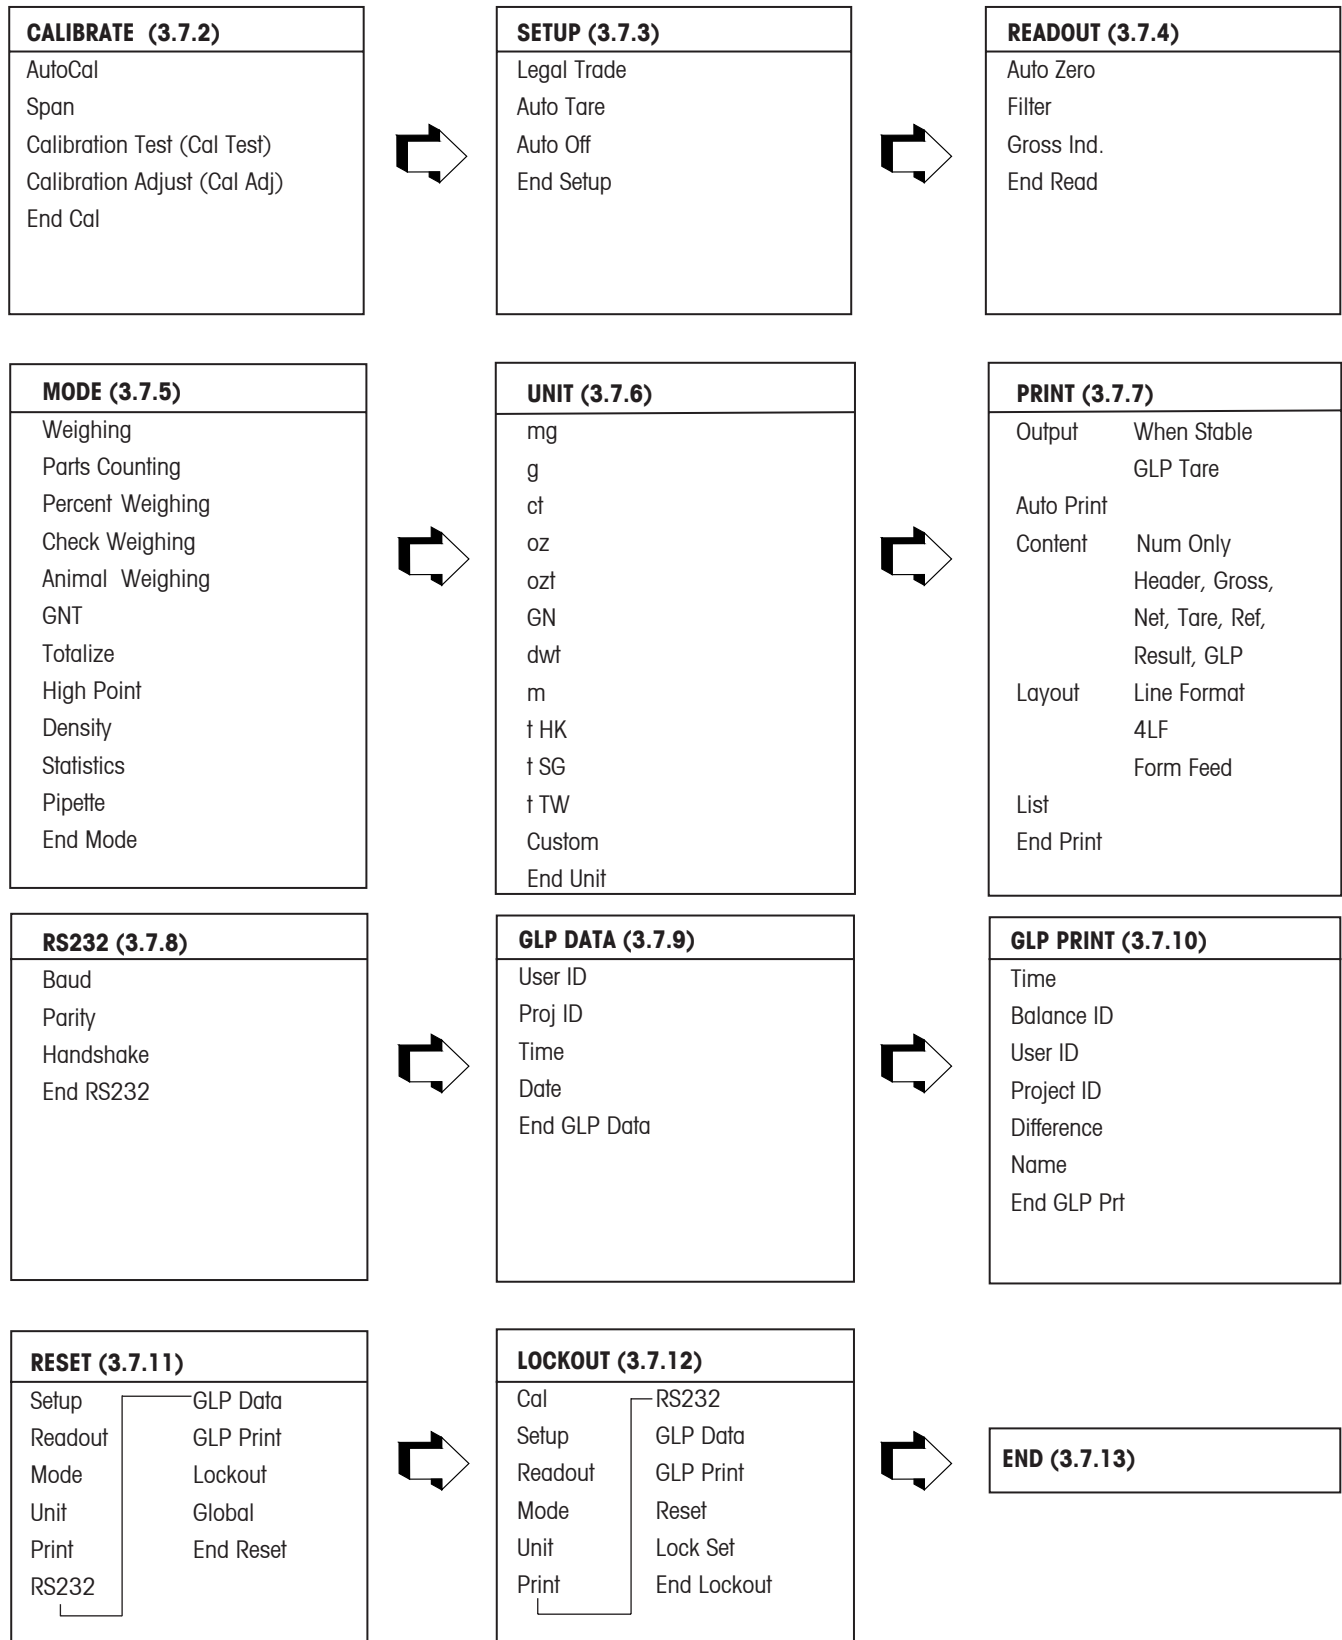 CALIBRATE (3.7.2)
AutoCal
Span
Calibration Test (Cal Test)
Calibration Adjust (Cal Adj)
End Cal
SETUP (3.7.3)
Legal Trade
Auto Tare
Auto Off
End Setup
READOUT (3.7.4)
Auto Zero
Filter
Gross Ind.
End Read
MODE (3.7.5)
Weighing
Parts Counting
Percent Weighing
Check Weighing
Animal Weighing
GNT
Totalize
High Point
Density
Statistics
Pipette
End Mode
UNIT (3.7.6)
mg
g
ct
oz
ozt
GN
dwt
m
t HK
t SG
t TW
Custom
End Unit
PRINT (3.7.7)
Output When Stable
GLP Tare
Auto Print
Content Num Only
Header, Gross,
Net, Tare, Ref,
Result, GLP
Layout Line Format
4LF
Form Feed
List
End Print
RS232 (3.7.8)
Baud
Parity
Handshake
End RS232
GLP DATA (3.7.9)
User ID
Proj ID
Time
Date
End GLP Data
GLP PRINT (3.7.10)
Time
Balance ID
User ID
Project ID
Difference
Name
End GLP Prt
RESET (3.7.11)
Setup
Readout
Mode
Unit
Print
RS232
GLP Data
GLP Print
Lockout
Global
End Reset
LOCKOUT (3.7.12)
Cal
Setup
Readout
Mode
Unit
Print
RS232
GLP Data
GLP Print
Reset
Lock Set
End Lockout
END (3.7.13)